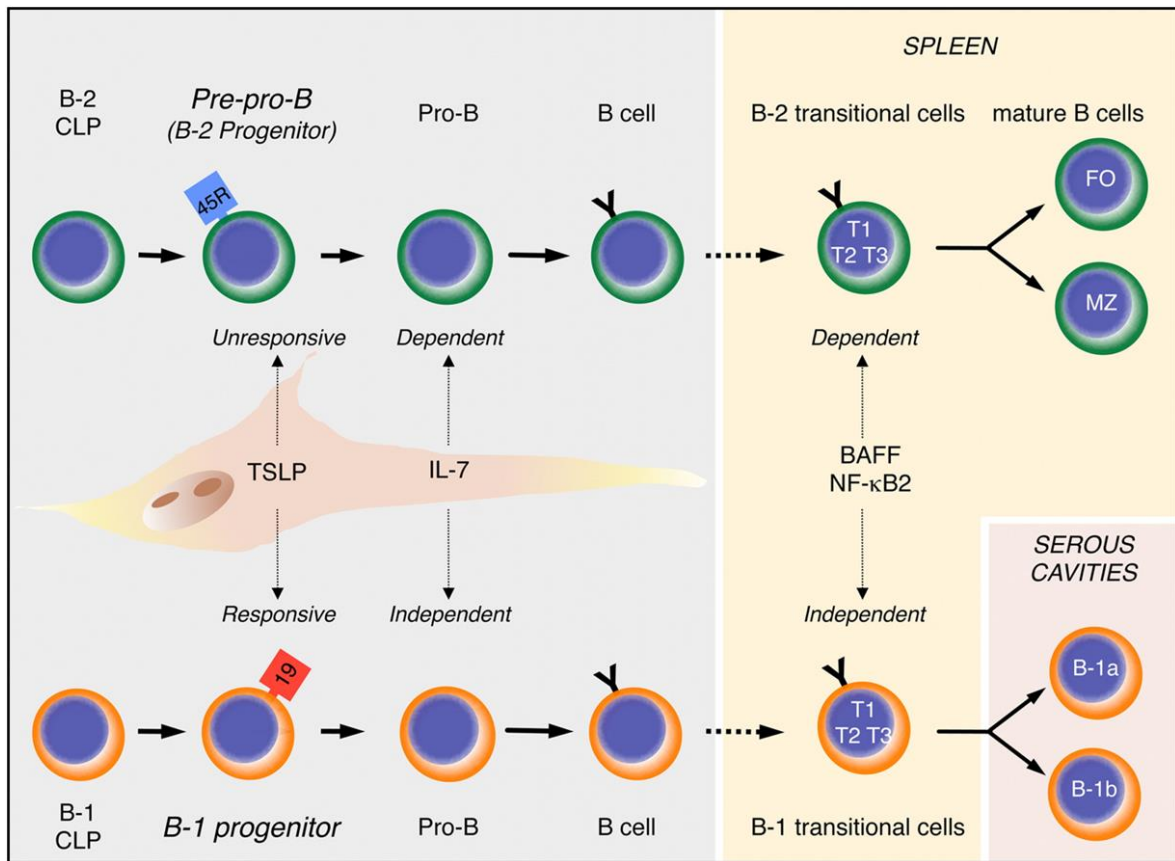 SPLEEN
B-2
CLP
Pre-pro-B
(B-2 Progenitor)
Pro-B
B cell
B-2 transitional cells
mature B cells
45R
T1
T2 T3
FO
MZ
Unresponsive
Dependent
Dependent
TSLP
IL-7
BAFF
NF-κB2
Responsive
Independent
Independent
SEROUS
CAVITIES
19
T1
T2 T3
B-1a
B-1b
B-1
CLP
B-1 progenitor
Pro-B
B cell
B-1 transitional cells